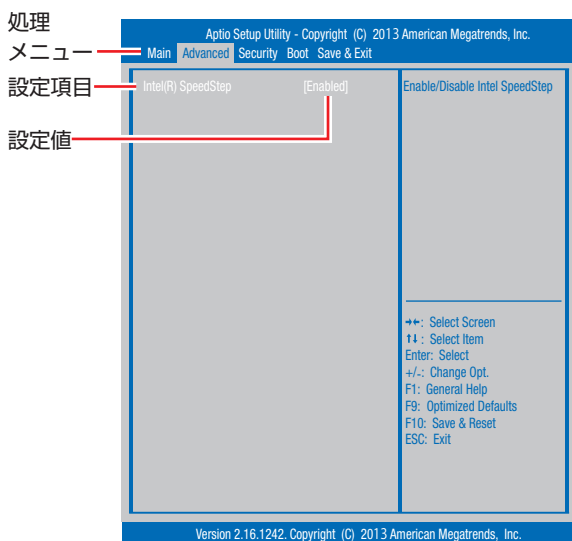 処理
メニュー
設定項目
設定値
Aptio Setup Utility - Copyright (C) 2013 American Megatrends, Inc.
Main Advanced Security Boot Save & Exit
Intel(R) SpeedStep [Enabled]
Enable/Disable Intel SpeedStep
→←: Select Screen
↑↓: Select Item
Enter: Select
+/-: Change Opt.
F1: General Help
F9: Optimized Defaults
F10: Save & Reset
ESC: Exit
Version 2.16.1242. Copyright (C) 2013 American Megatrends, Inc.